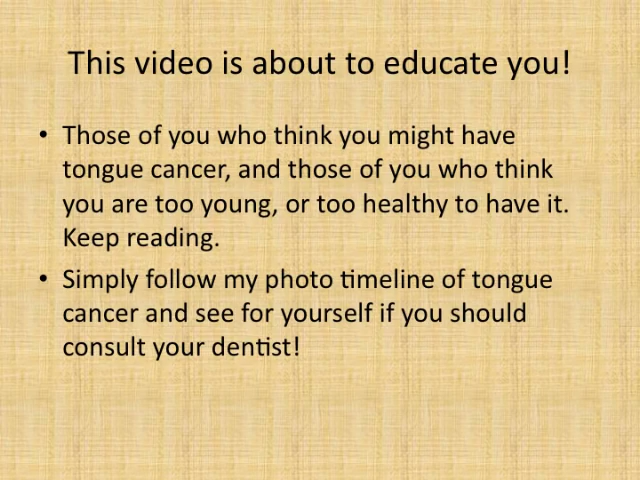 This video is about to educate you!
• Those of you who think you might have
tongue cancer, and those of you who think
you are too young, or too healthy to have it.
Keep reading.
• Simply follow my photo timeline of tongue
cancer and see for yourself if you should
consult your dentist!